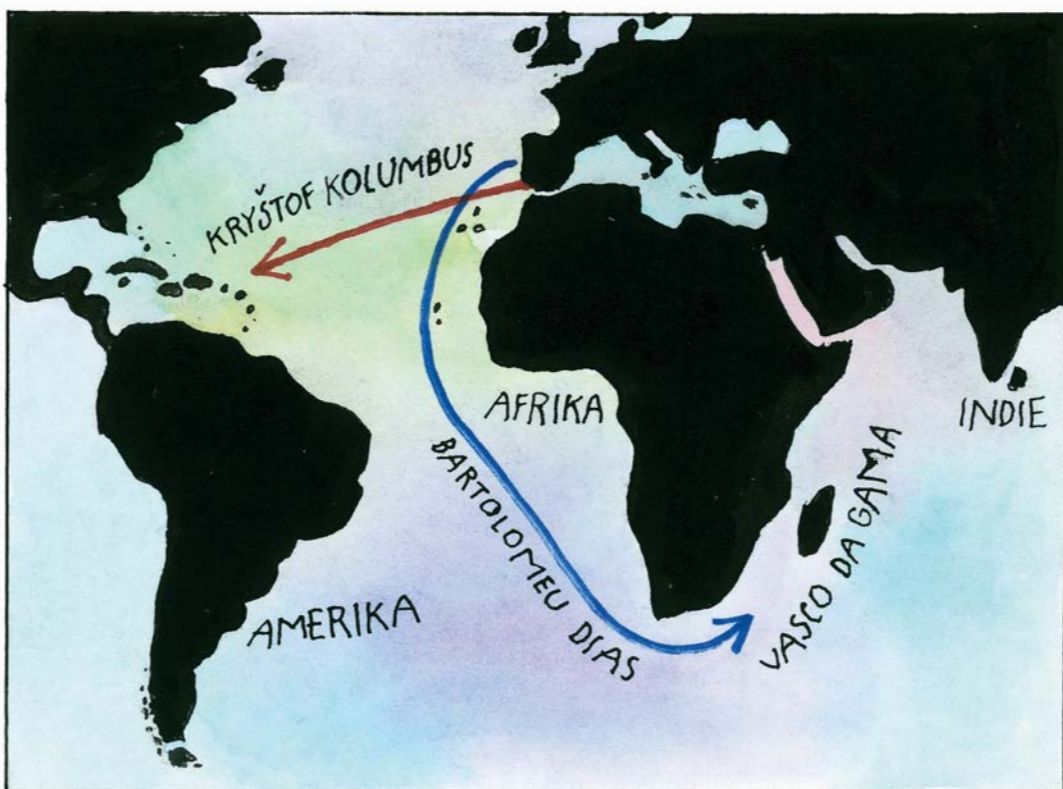 KRYŠTOF KOLUMBUS
AFRIKA
INDIE
BARTOLOMEU DIAS
VASCO DA GAMA
AMERIKA